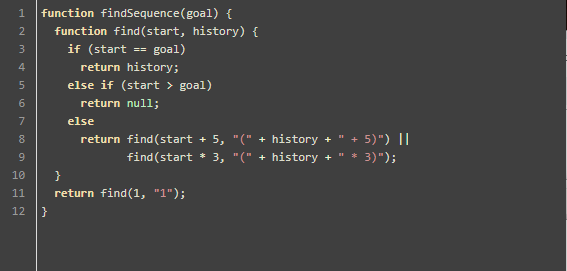 1 function findSequence(goal) {
2   function find(start, history) {
3     if (start == goal)
4       return history;
5     else if (start > goal)
6       return null;
7     else
8       return find(start + 5, "(" + history + " + 5)") ||
9              find(start * 3, "(" + history + " * 3)");
10   }
11   return find(1, "1");
12 }